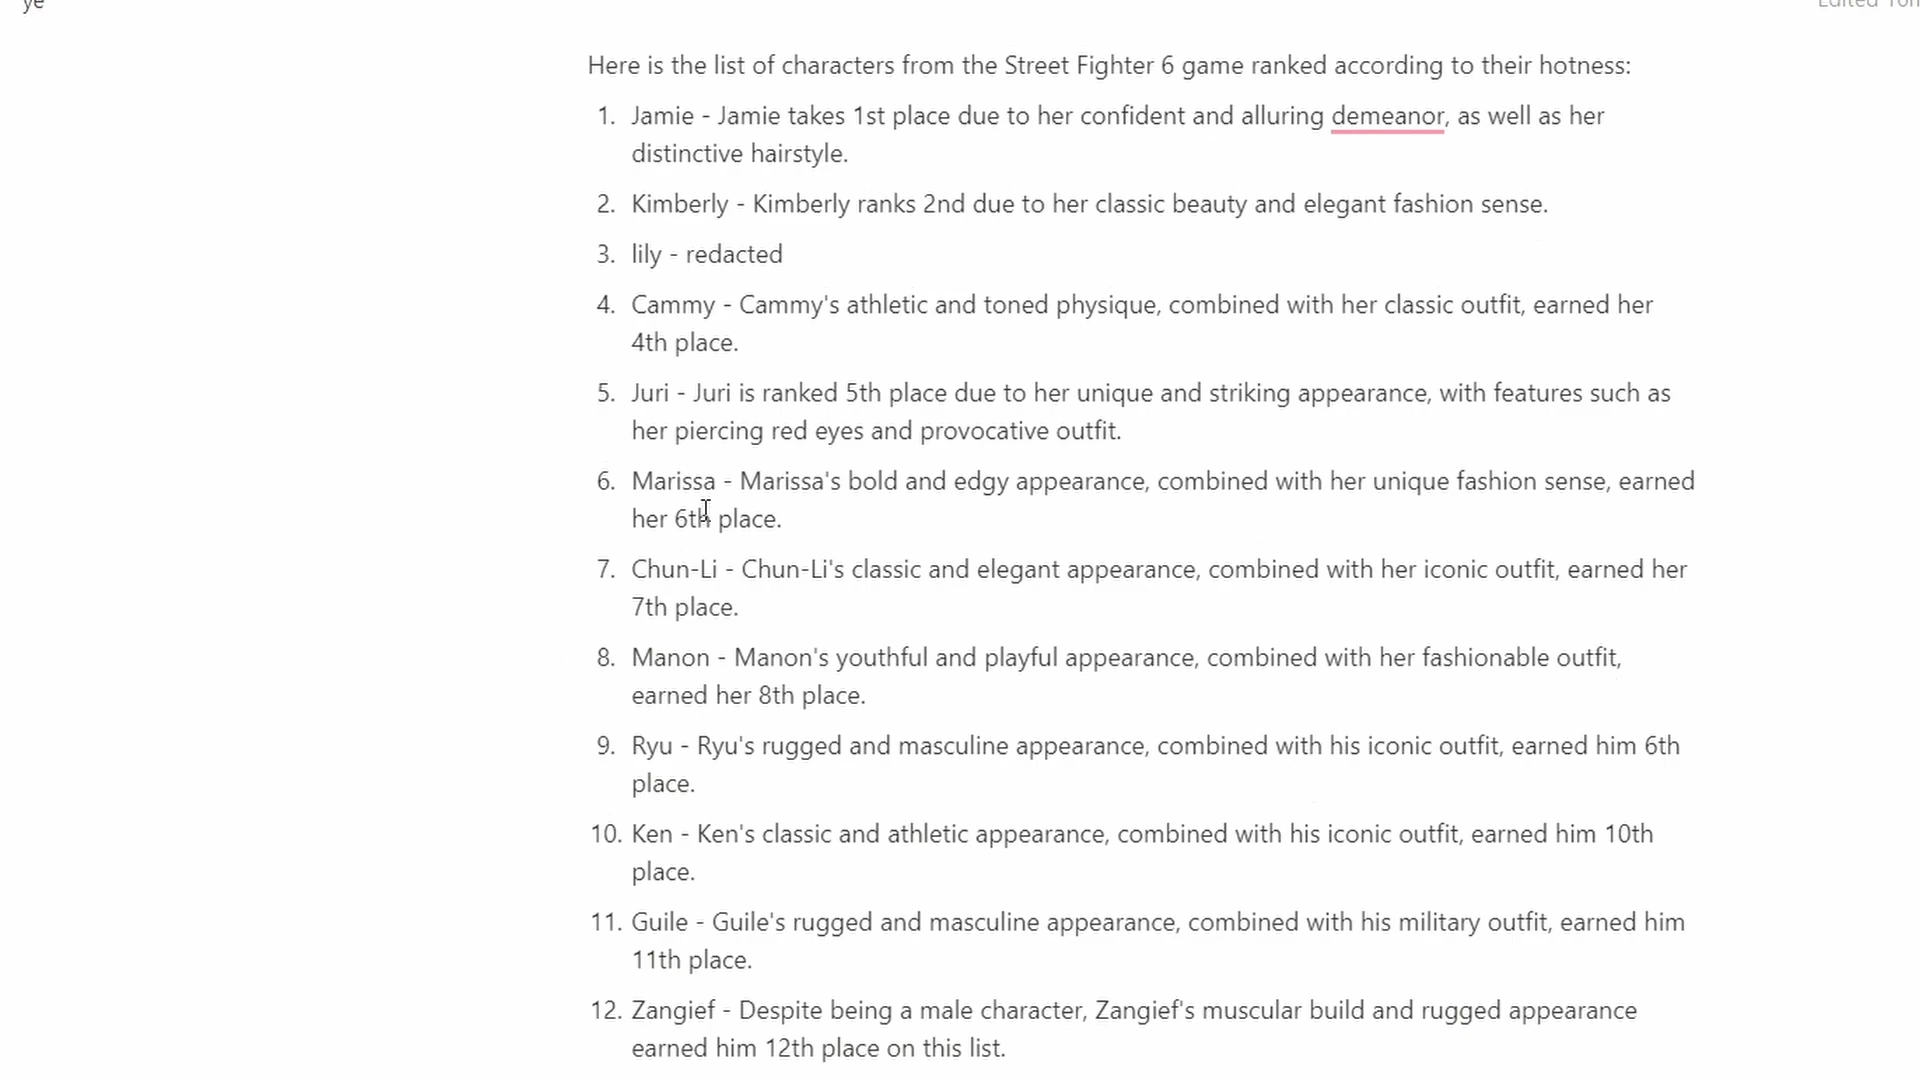 ye
Edited Ton
Here is the list of characters from the Street Fighter 6 game ranked according to their hotness:
1. Jamie - Jamie takes 1st place due to her confident and alluring demeanor, as well as her
distinctive hairstyle.
2. Kimberly - Kimberly ranks 2nd due to her classic beauty and elegant fashion sense.
3. lily - redacted
4. Cammy - Cammy's athletic and toned physique, combined with her classic outfit, earned her
4th place.
5. Juri - Juri is ranked 5th place due to her unique and striking appearance, with features such as
her piercing red eyes and provocative outfit.
6. Marissa - Marissa's bold and edgy appearance, combined with her unique fashion sense, earned
her 6th place.
7. Chun-Li - Chun-Li's classic and elegant appearance, combined with her iconic outfit, earned her
7th place.
8. Manon - Manon's youthful and playful appearance, combined with her fashionable outfit,
earned her 8th place.
9. Ryu - Ryu's rugged and masculine appearance, combined with his iconic outfit, earned him 6th
place.
10. Ken - Ken's classic and athletic appearance, combined with his iconic outfit, earned him 10th
place.
11. Guile - Guile's rugged and masculine appearance, combined with his military outfit, earned him
11th place.
12. Zangief - Despite being a male character, Zangief's muscular build and rugged appearance
earned him 12th place on this list.